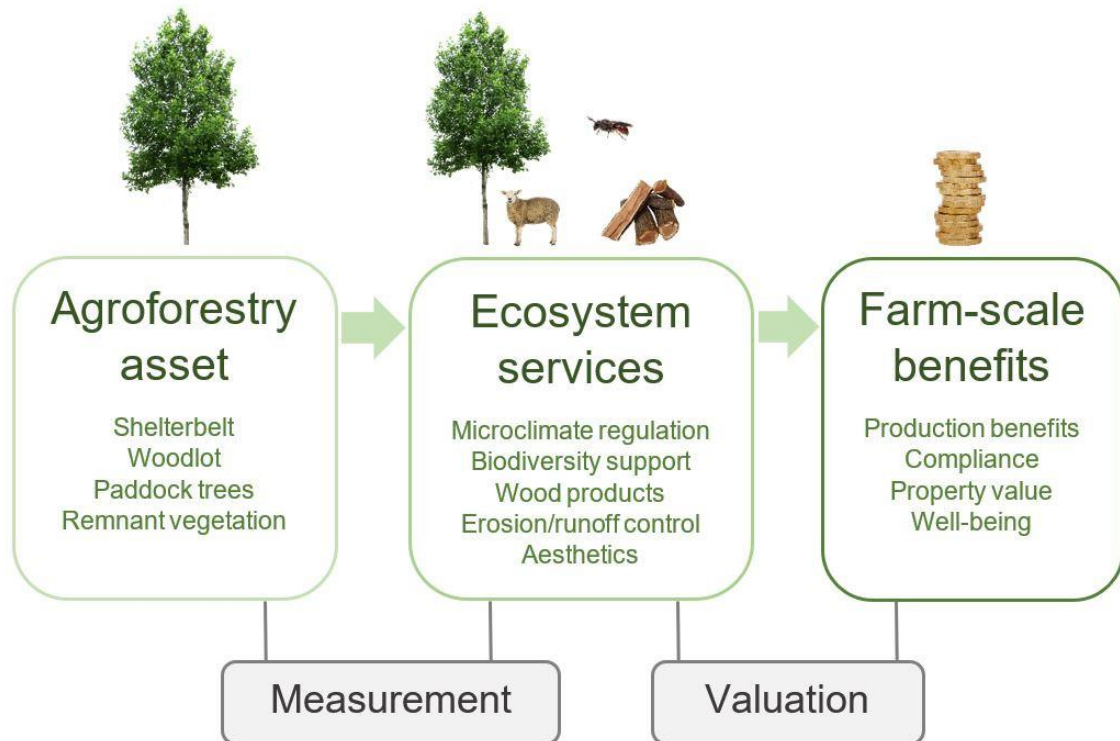 Agroforestry
asset
Shelterbelt
Woodlot
Paddock trees
Remnant vegetation
Ecosystem
services
Microclimate regulation
Biodiversity support
Wood products
Erosion/runoff control
Aesthetics
Farm-scale
benefits
Production benefits
Compliance
Property value
Well-being
Measurement
Valuation